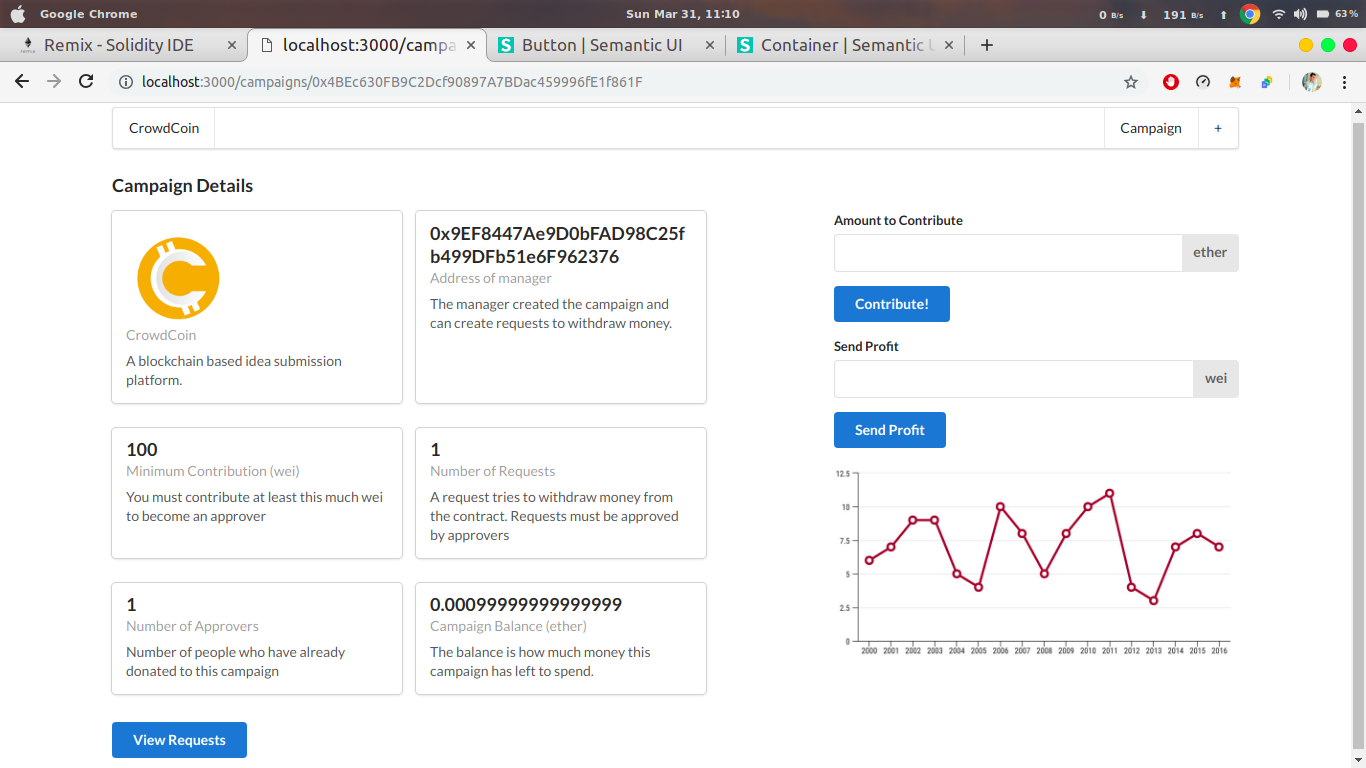 Google Chrome
Sun Mar 31, 11:10
0 B/s 191 B/s 63 %
Remix - Solidity IDE
localhost:3000/campa
Button | Semantic UI
Container | Semantic U
localhost:3000/campaigns/0x4BEc630FB9C2Dcf90897A7BDac459996fE1f861F
CrowdCoin
Campaign
+
Campaign Details
CrowdCoin
A blockchain based idea submission
platform.
0x9EF8447Ae9D0bFAD98C25f
b499DFb51e6F962376
Address of manager
The manager created the campaign and
can create requests to withdraw money.
100
Minimum Contribution (wei)
You must contribute at least this much wei
to become an approver
1
Number of Requests
A request tries to withdraw money from
the contract. Requests must be approved
by approvers
1
Number of Approvers
Number of people who have already
donated to this campaign
0.00099999999999999
Campaign Balance (ether)
The balance is how much money this
campaign has left to spend.
View Requests
Amount to Contribute
ether
Contribute!
Send Profit
wei
Send Profit
12.5
10
7.5
5
2.5
0
2000 2001 2002 2003 2004 2005 2006 2007 2008 2009 2010 2011 2012 2013 2014 2015 2016